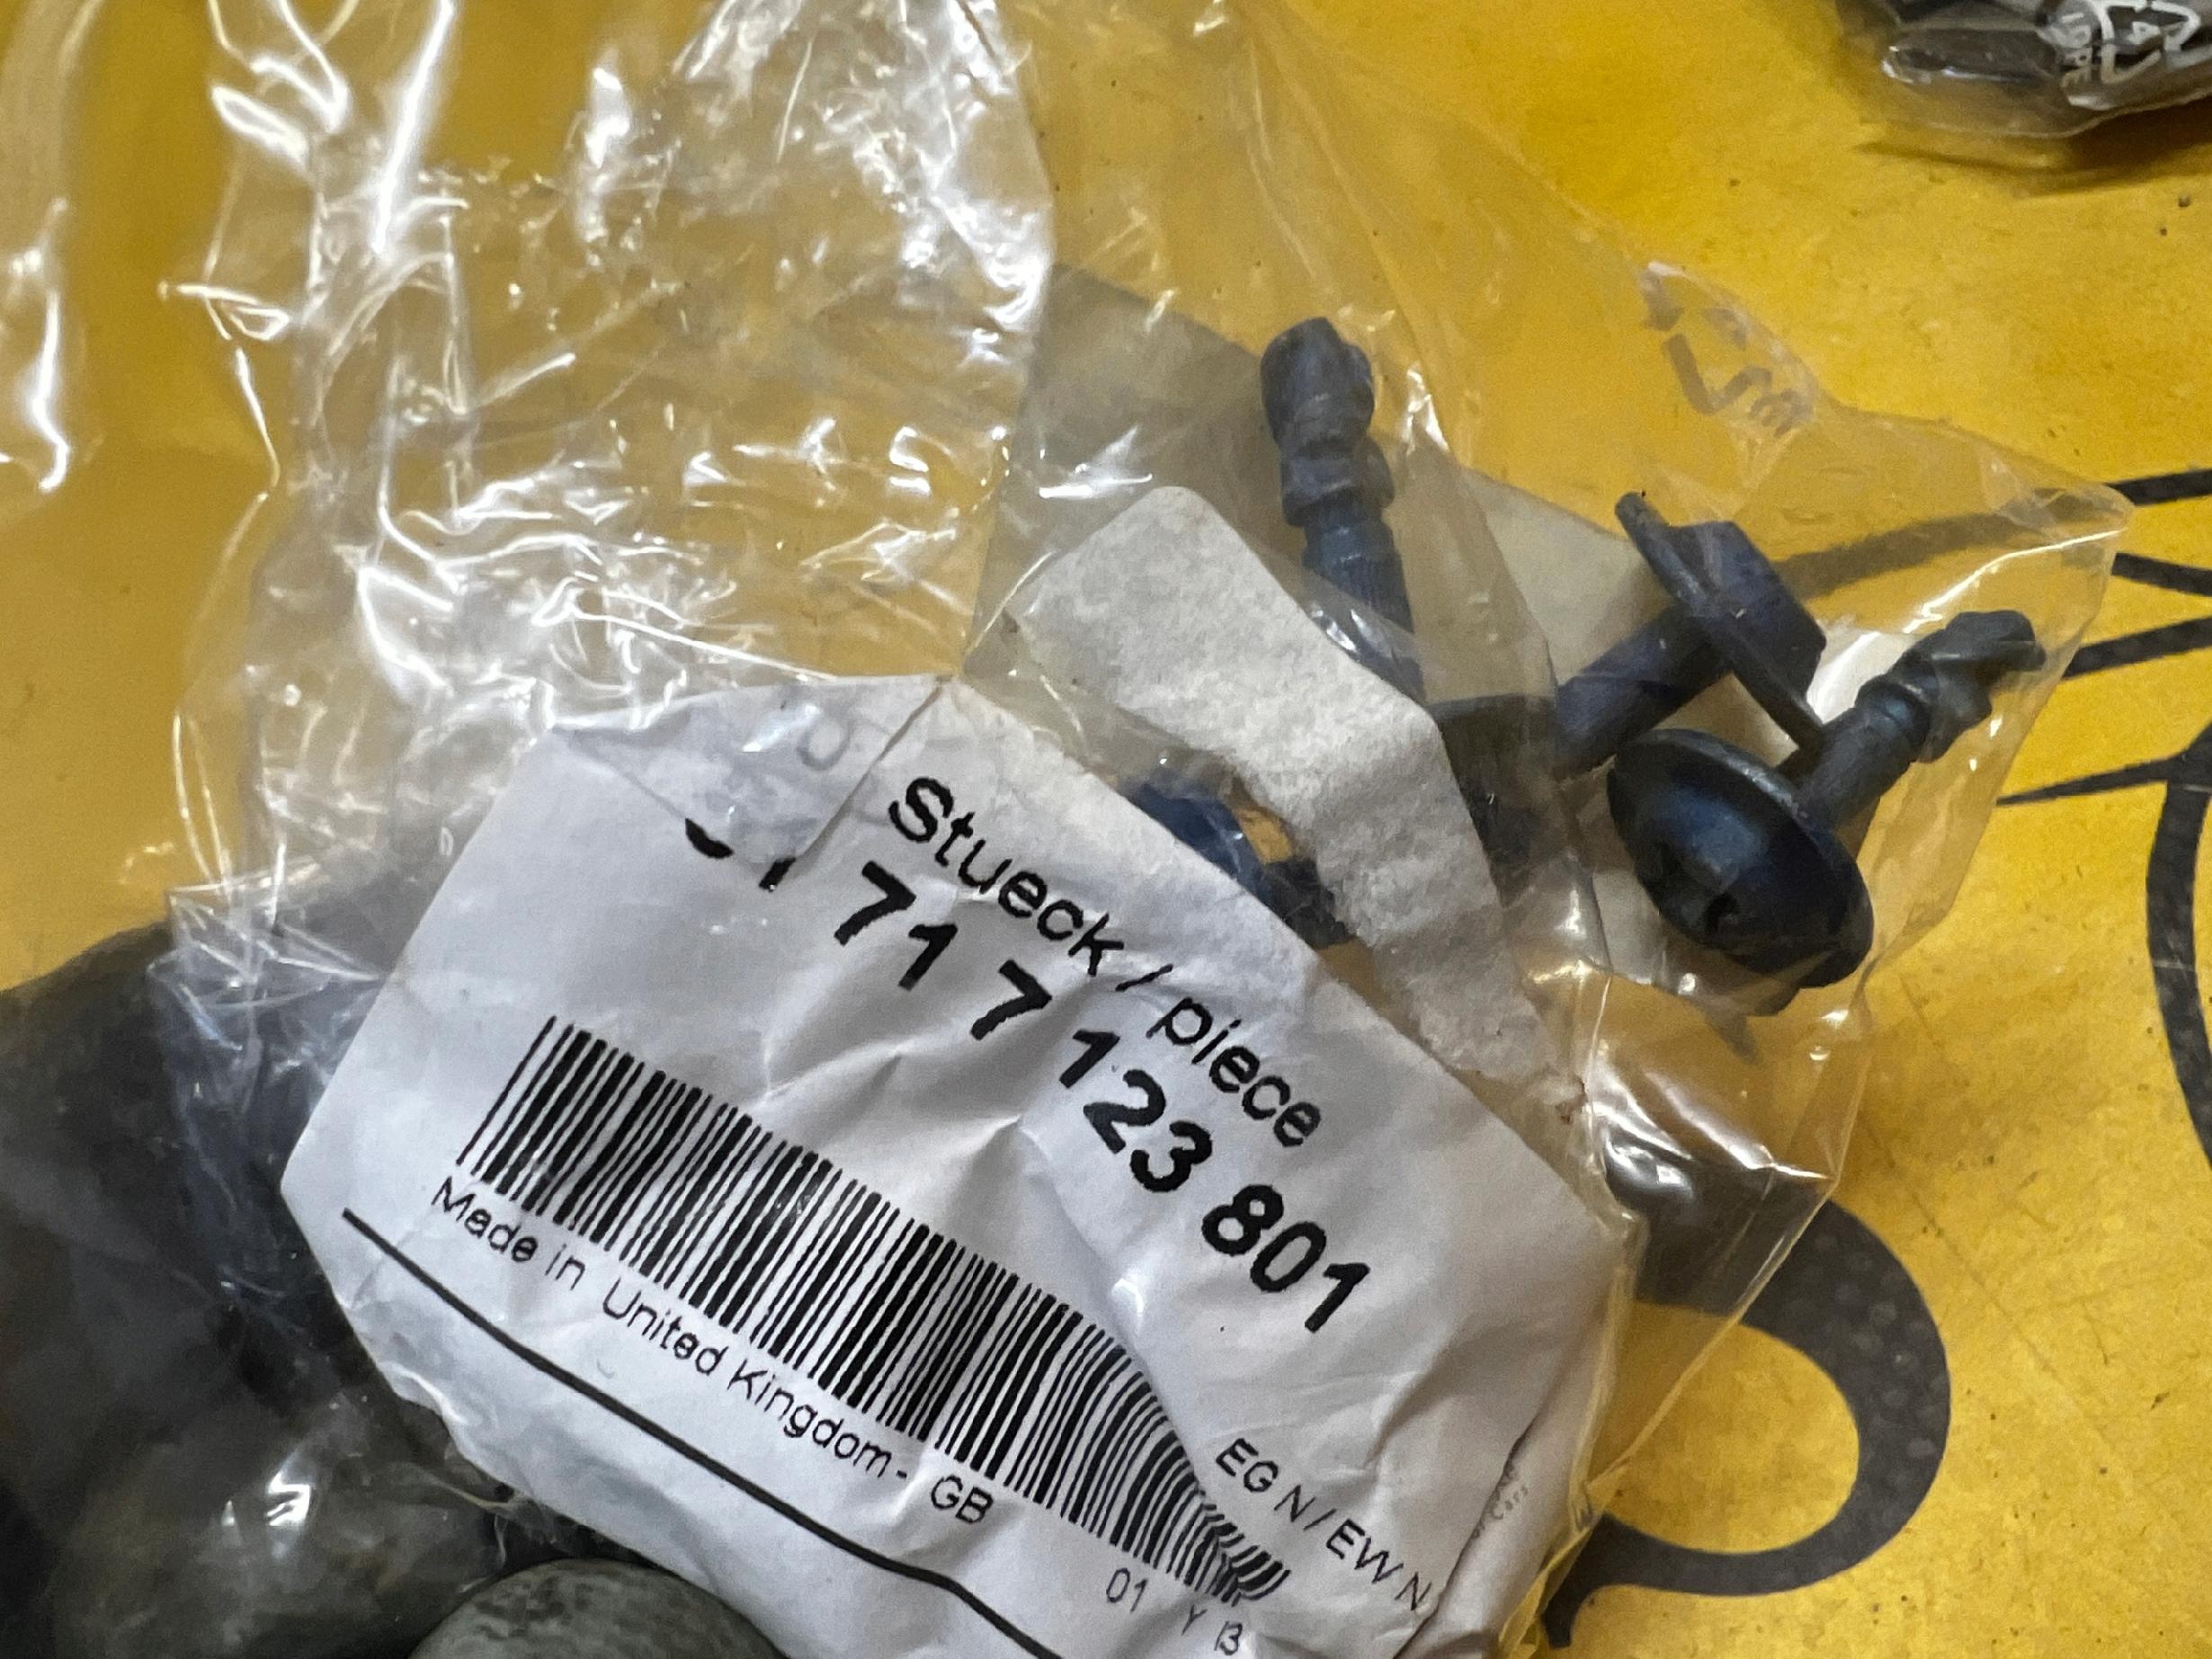 Stueck / piece
71 7 123 801
Made in United Kingdom - GB
EG N / EW N
01 Y B